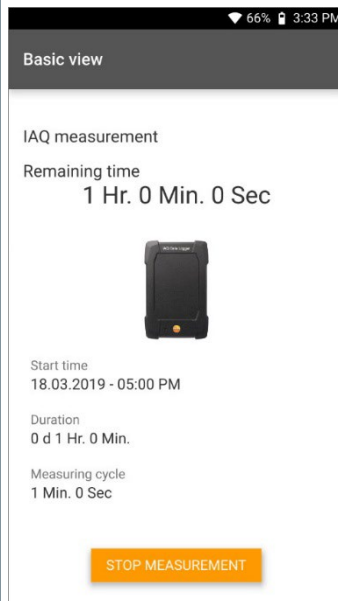 66% 3:33 PM
Basic view
IAQ measurement
Remaining time
1 Hr. 0 Min. 0 Sec
Start time
18.03.2019 - 05:00 PM
Duration
0 d 1 Hr. 0 Min.
Measuring cycle
1 Min. 0 Sec
STOP MEASUREMENT